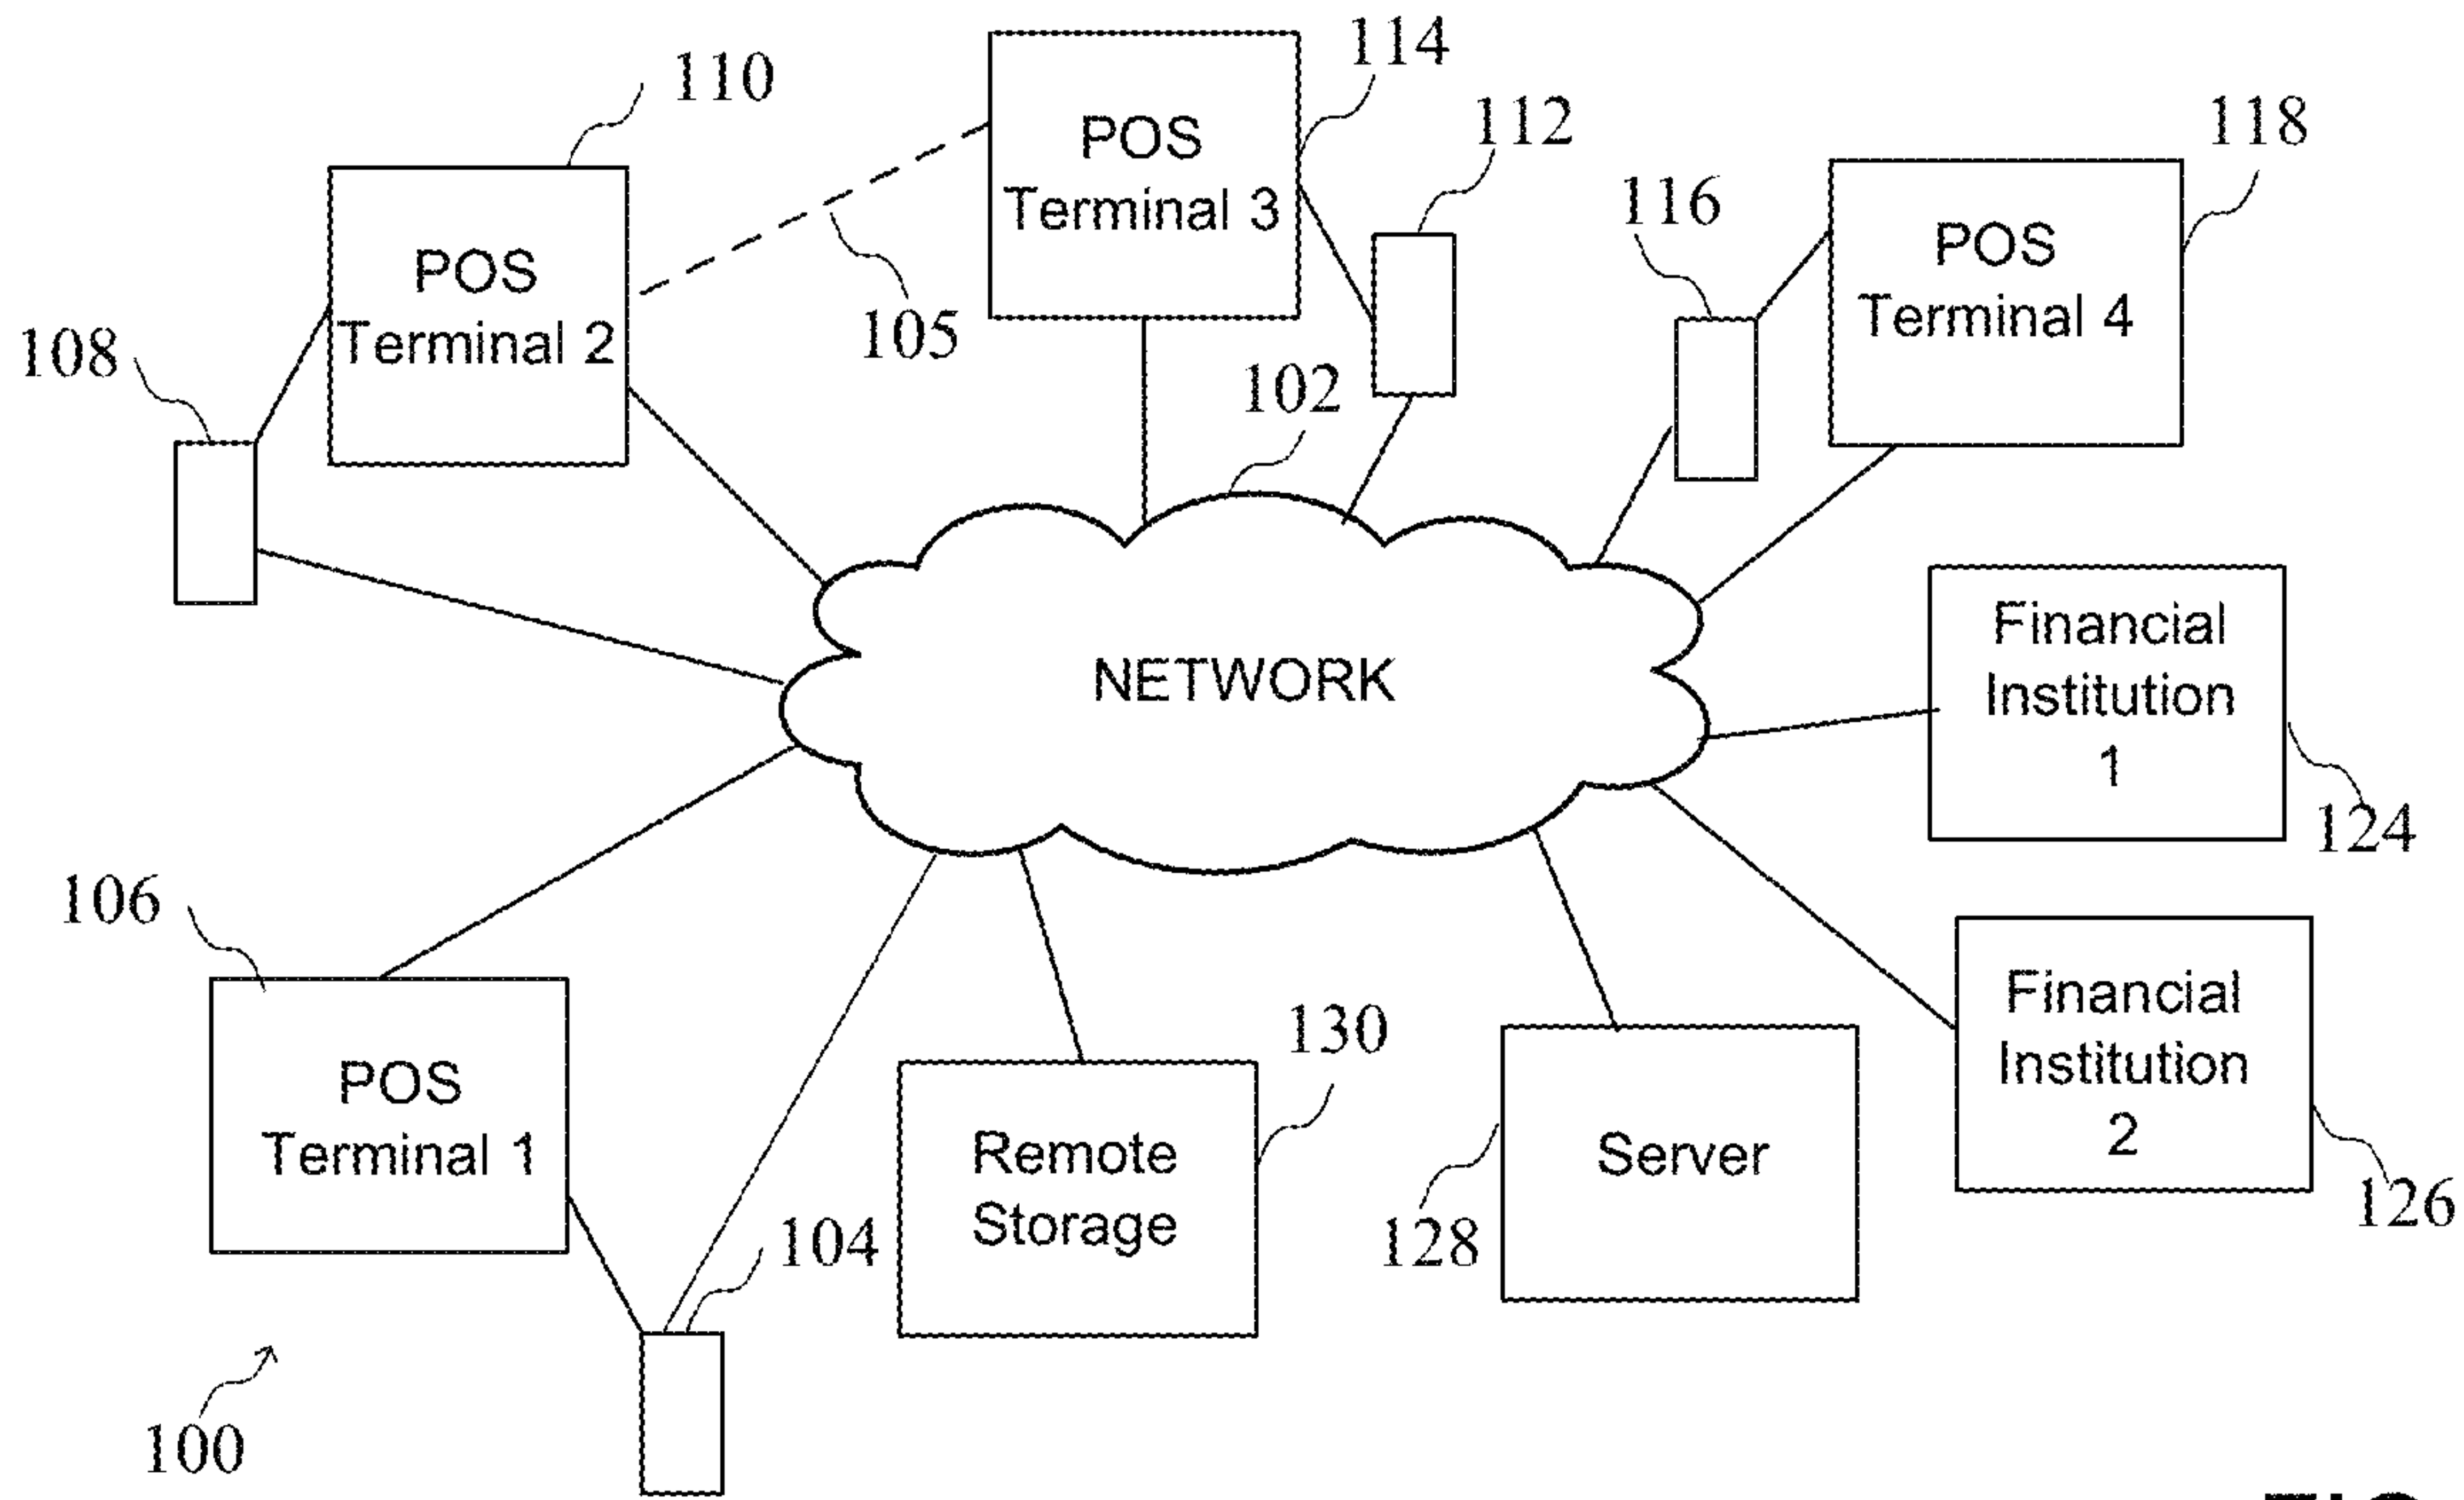 110
114
112
118
116
POS
Terminal 3
POS
Terminal 2
POS
Terminal 4
108
105
102
NETWORK
Financial
Institution
1
124
106
POS
Terminal 1
130
Financial
Institution
2
Remote
Storage
Server
104
128
126
100